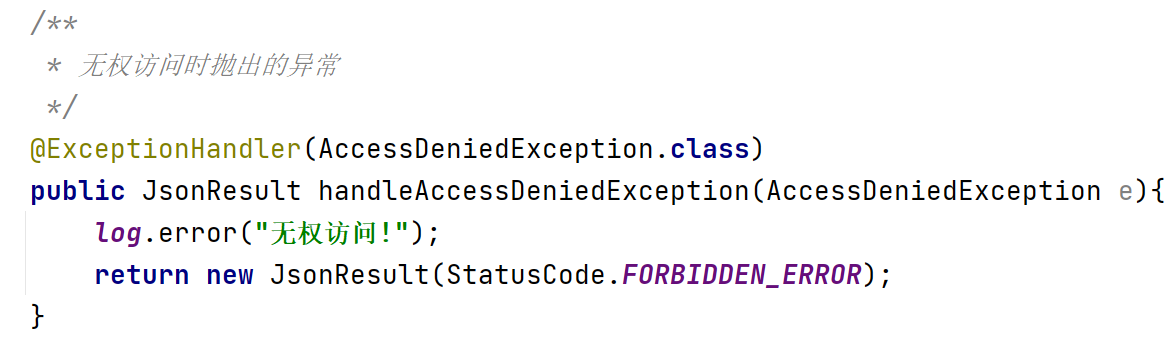 /**
 * 无权访问时抛出的异常
 */
@ExceptionHandler(AccessDeniedException.class)
public JsonResult handleAccessDeniedException(AccessDeniedException e){
    log.error("无权访问!");
    return new JsonResult(StatusCode.FORBIDDEN_ERROR);
}